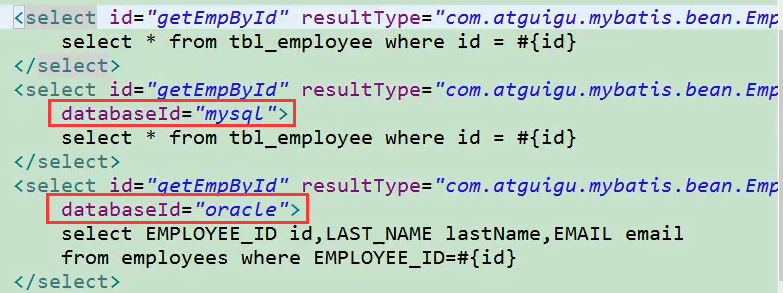 <select id="getEmpById" resultType="com.atguigu.mybatis.bean.Emp
select * from tbl_employee where id = #{id}
</select>
<select id="getEmpById" resultType="com.atguigu.mybatis.bean.Emp
databaseId="mysql">
select * from tbl_employee where id = #{id}
</select>
<select id="getEmpById" resultType="com.atguigu.mybatis.bean.Emp
databaseId="oracle">
select EMPLOYEE_ID id,LAST_NAME lastName,EMAIL email
from employees where EMPLOYEE_ID=#{id}
</select>